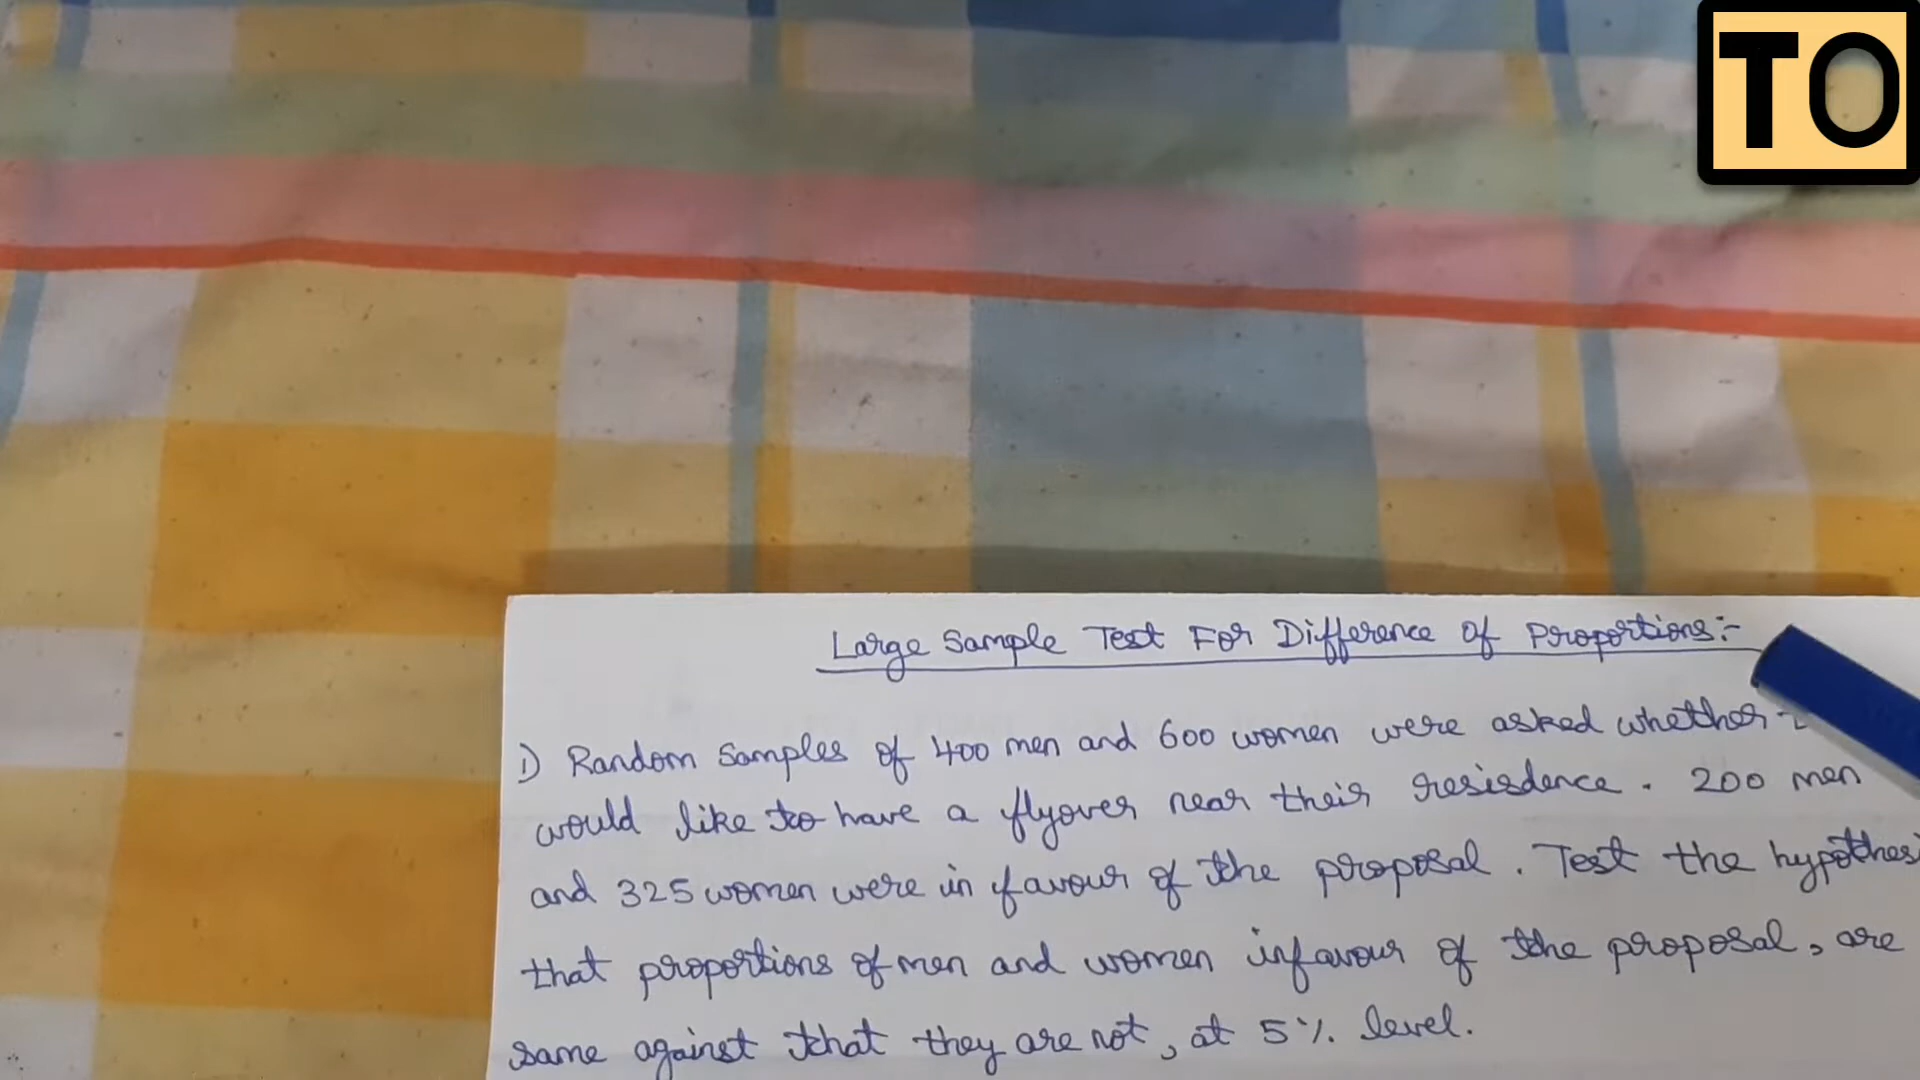 TO
Large Sample Test For Difference Of Proportions:-
1) Random Samples of 400 men and 600 women were asked whether
would like to have a flyover near their resisdence. 200 men
and 325 women were in favour of the proposal. Test the hypothesi
that proportions of men and women infavour of the proposal, are
same against that they are not, at 5%. level.